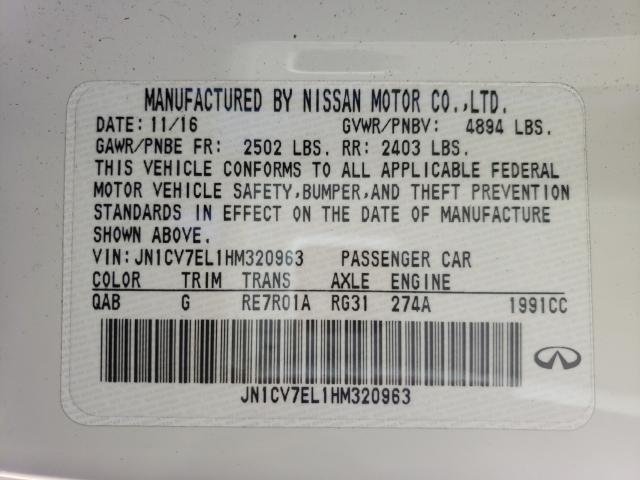 MANUFACTURED BY NISSAN MOTOR CO.,LTD.
DATE: 11/16 GVWR/PNBV: 4894 LBS.
GAWR/PNBE FR: 2502 LBS. RR: 2403 LBS.
THIS VEHICLE CONFORMS TO ALL APPLICABLE FEDERAL
MOTOR VEHICLE SAFETY,BUMPER,AND THEFT PREVENTION
STANDARDS IN EFFECT ON THE DATE OF MANUFACTURE
SHOWN ABOVE.
VIN:JN1CV7EL1HM320963 PASSENGER CAR
COLOR TRIM TRANS AXLE ENGINE
QAB G RE7R01A RG31 274A 1991CC
JN1CV7EL1HM320963